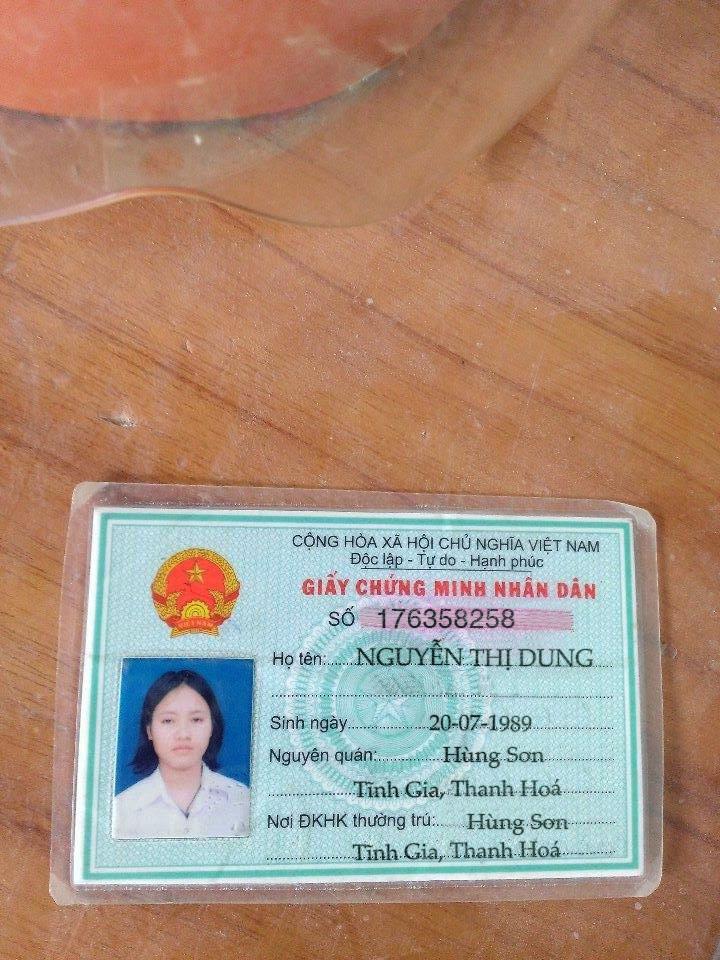 CỘNG HÒA XÃ HỘI CHỦ NGHĨA VIỆT NAM
Độc lập - Tự do - Hạnh phúc
GIẤY CHỨNG MINH NHÂN DÂN
SỐ 176358258
VIỆT NAM
Họ tên: NGUYỄN THỊ DUNG
Sinh ngày 20-07-1989
Nguyên quán: Hùng Sơn
Tĩnh Gia, Thanh Hoá
Nơi ĐKHK thường trú: Hùng Sơn
Tĩnh Gia, Thanh Hoá